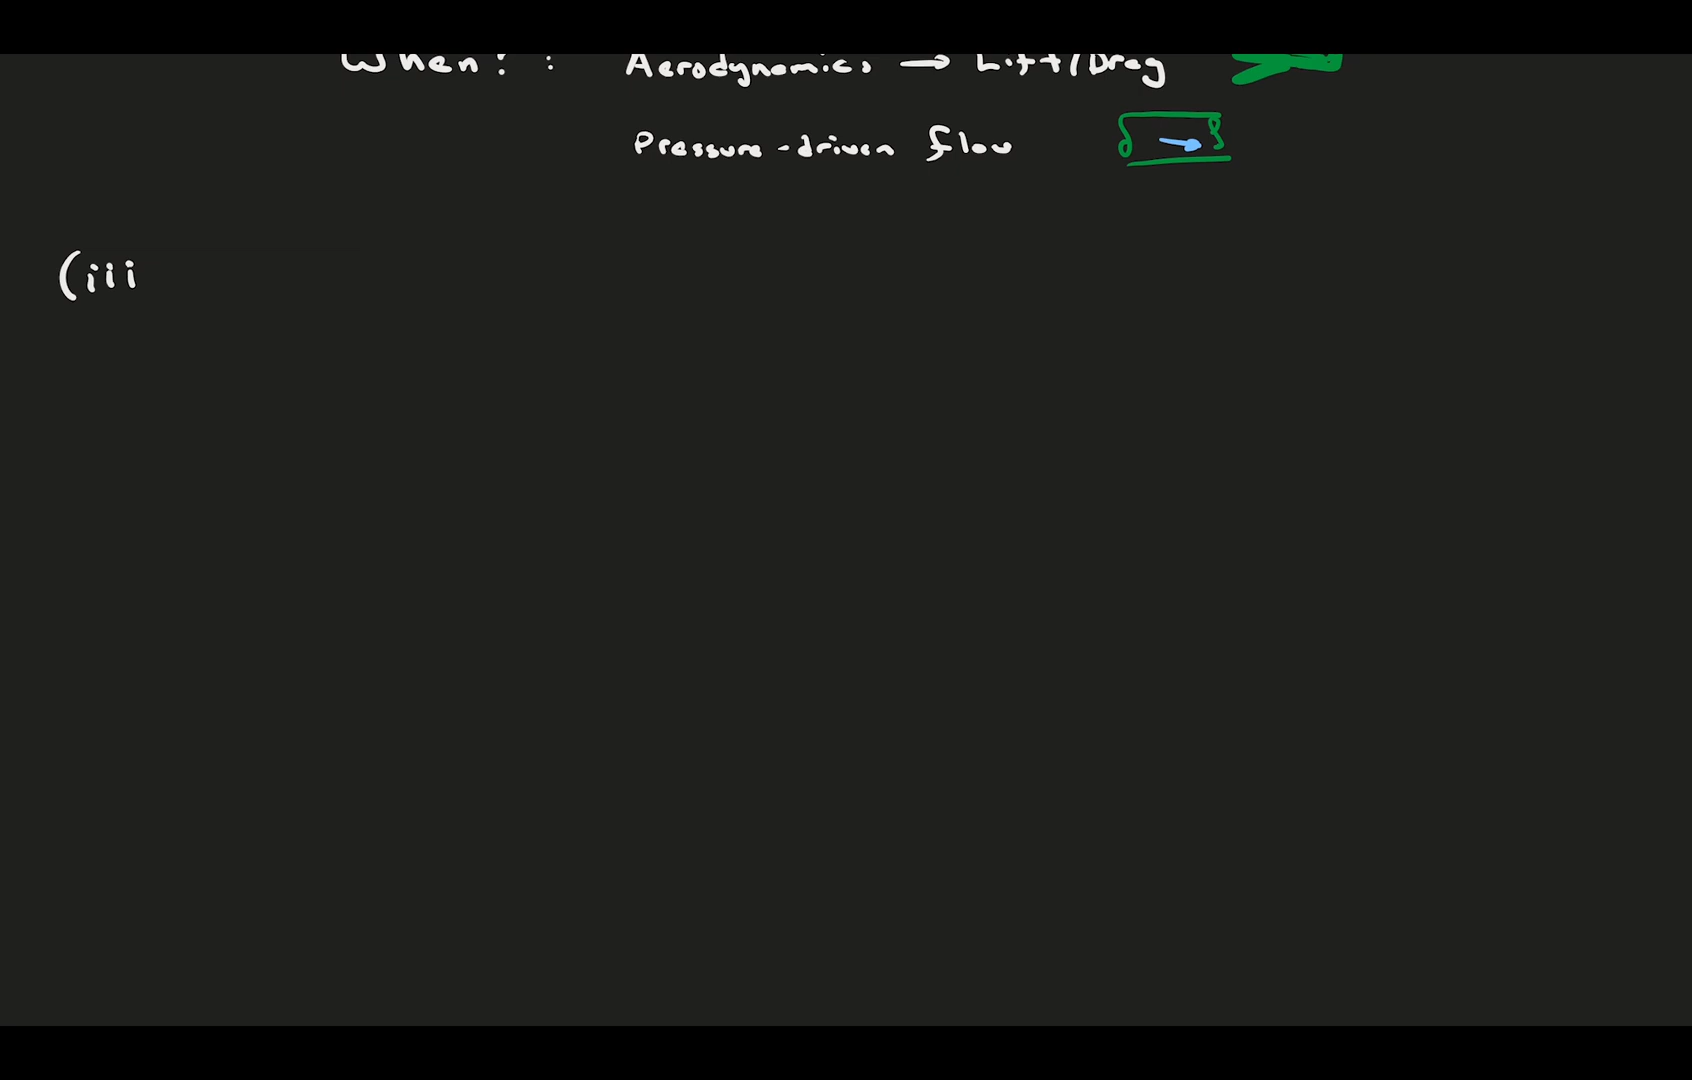 When? : Aerodynamics → Lift/Drag
Pressure-driven flow
(iii